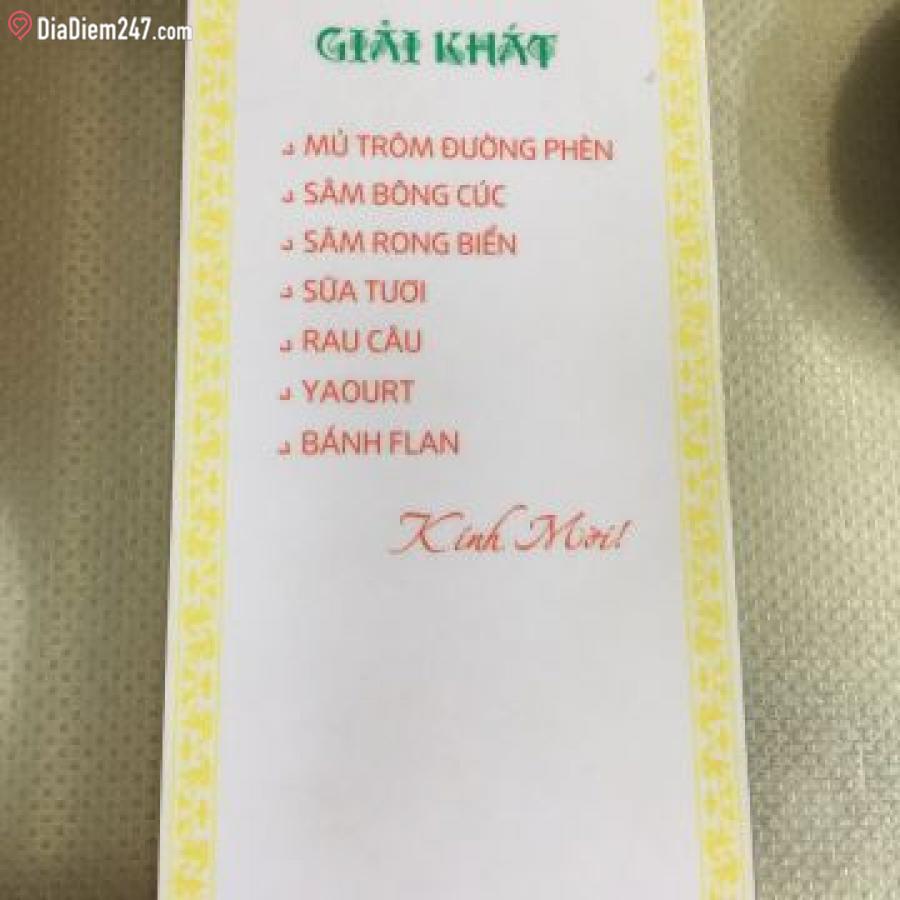 DiaDiem247.com
GIẢI KHÁT
MỦ TRÔM ĐƯỜNG PHÈN
SÂM BÔNG CÚC
SÂM RONG BIỂN
SỮA TƯƠI
RAU CÂU
YAOURT
BÁNH FLAN
Kính Mời!